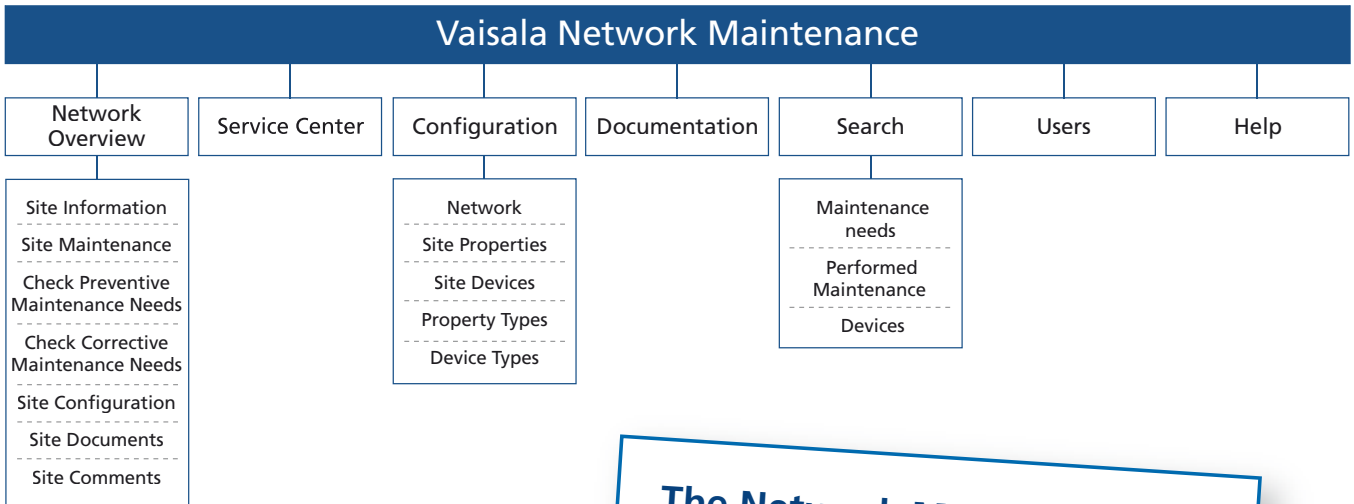 Vaisala Network Maintenance
Network
Overview
Service Center
Configuration
Documentation
Search
Users
Help
Site Information
Site Maintenance
Check Preventive
Maintenance Needs
Check Corrective
Maintenance Needs
Site Configuration
Site Documents
Site Comments
Network
Site Properties
Site Devices
Property Types
Device Types
Maintenance
needs
Performed
Maintenance
Devices
The Network